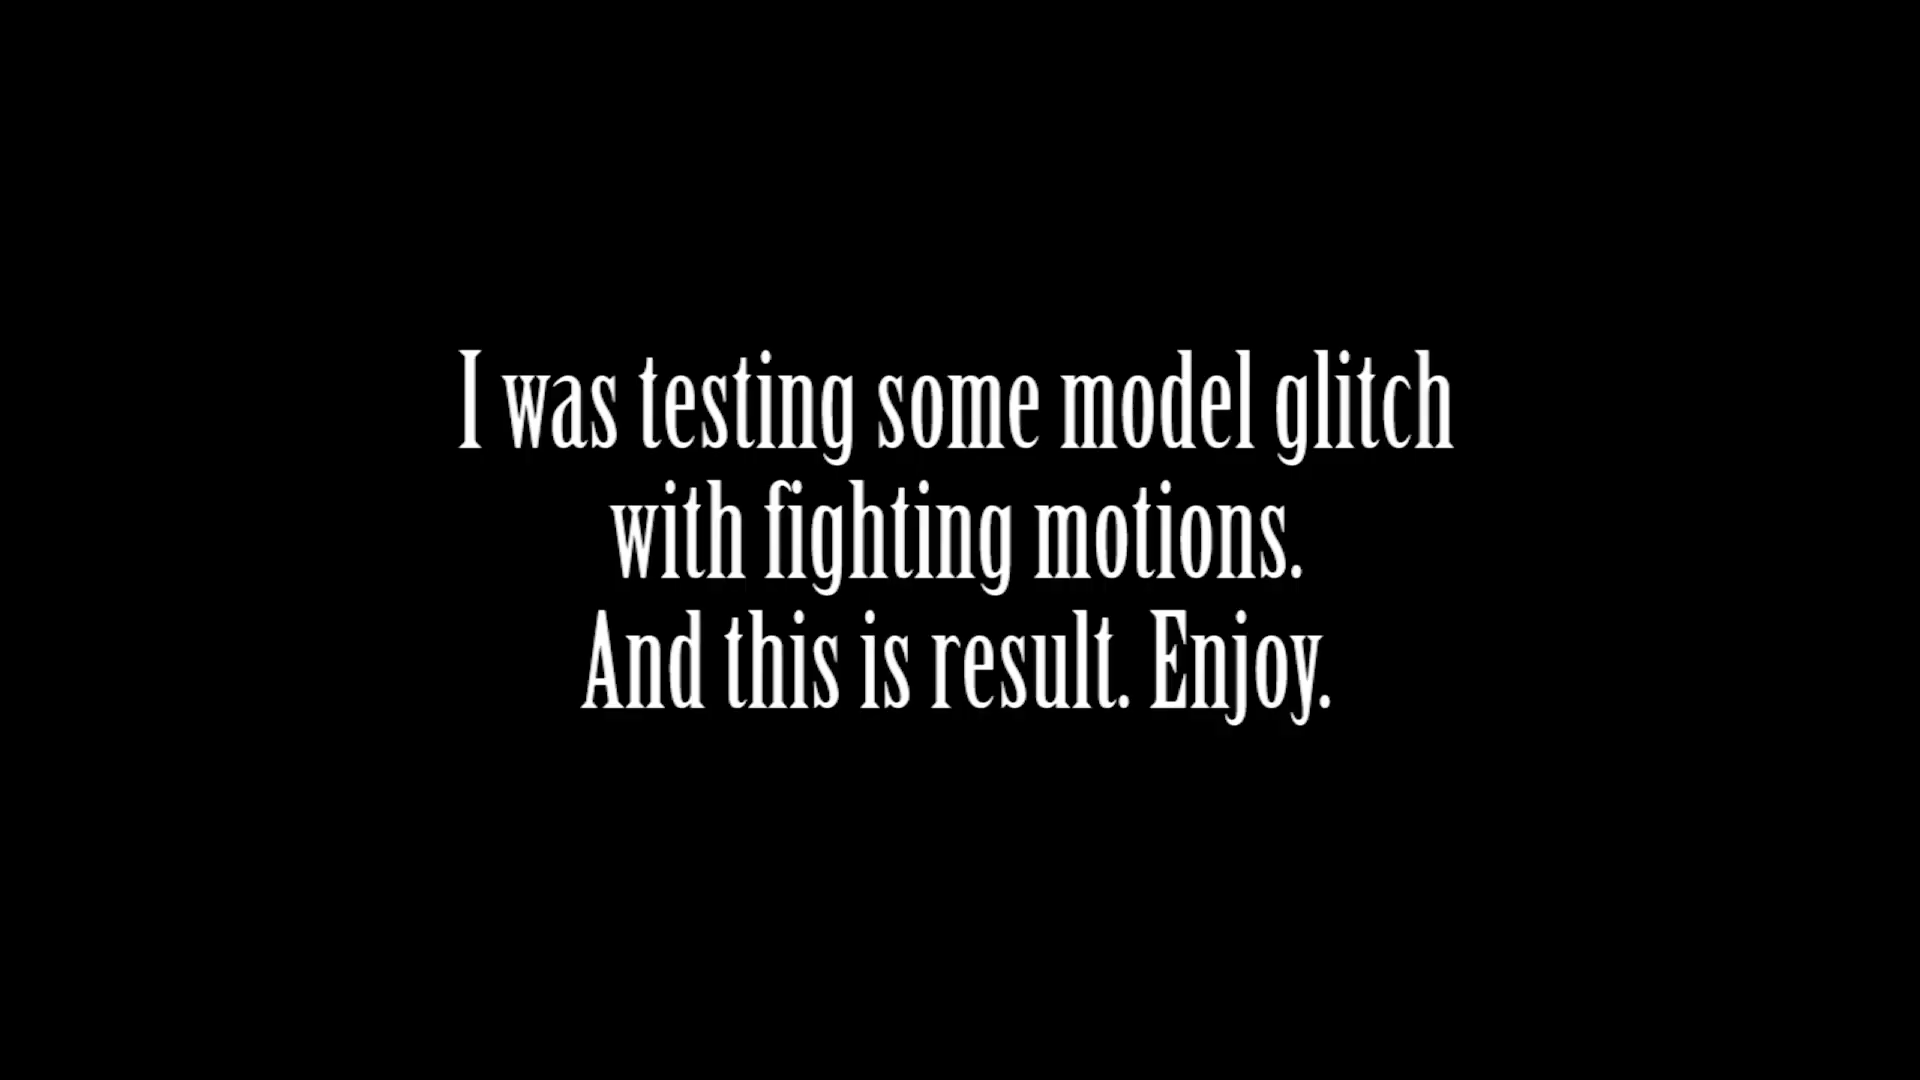 I was testing some model glitch
with fighting motions.
And this is result. Enjoy.